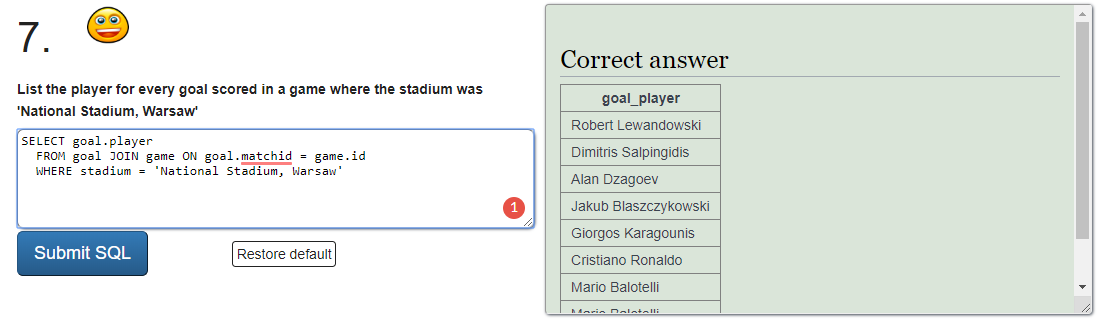 7.
List the player for every goal scored in a game where the stadium was
'National Stadium, Warsaw'
SELECT goal.player
FROM goal JOIN game ON goal.matchid = game.id
WHERE stadium = 'National Stadium, Warsaw'
1
Submit SQL
Restore default
Correct answer
goal_player
Robert Lewandowski
Dimitris Salpingidis
Alan Dzagoev
Jakub Blaszczykowski
Giorgos Karagounis
Cristiano Ronaldo
Mario Balotelli
Mario Balotelli